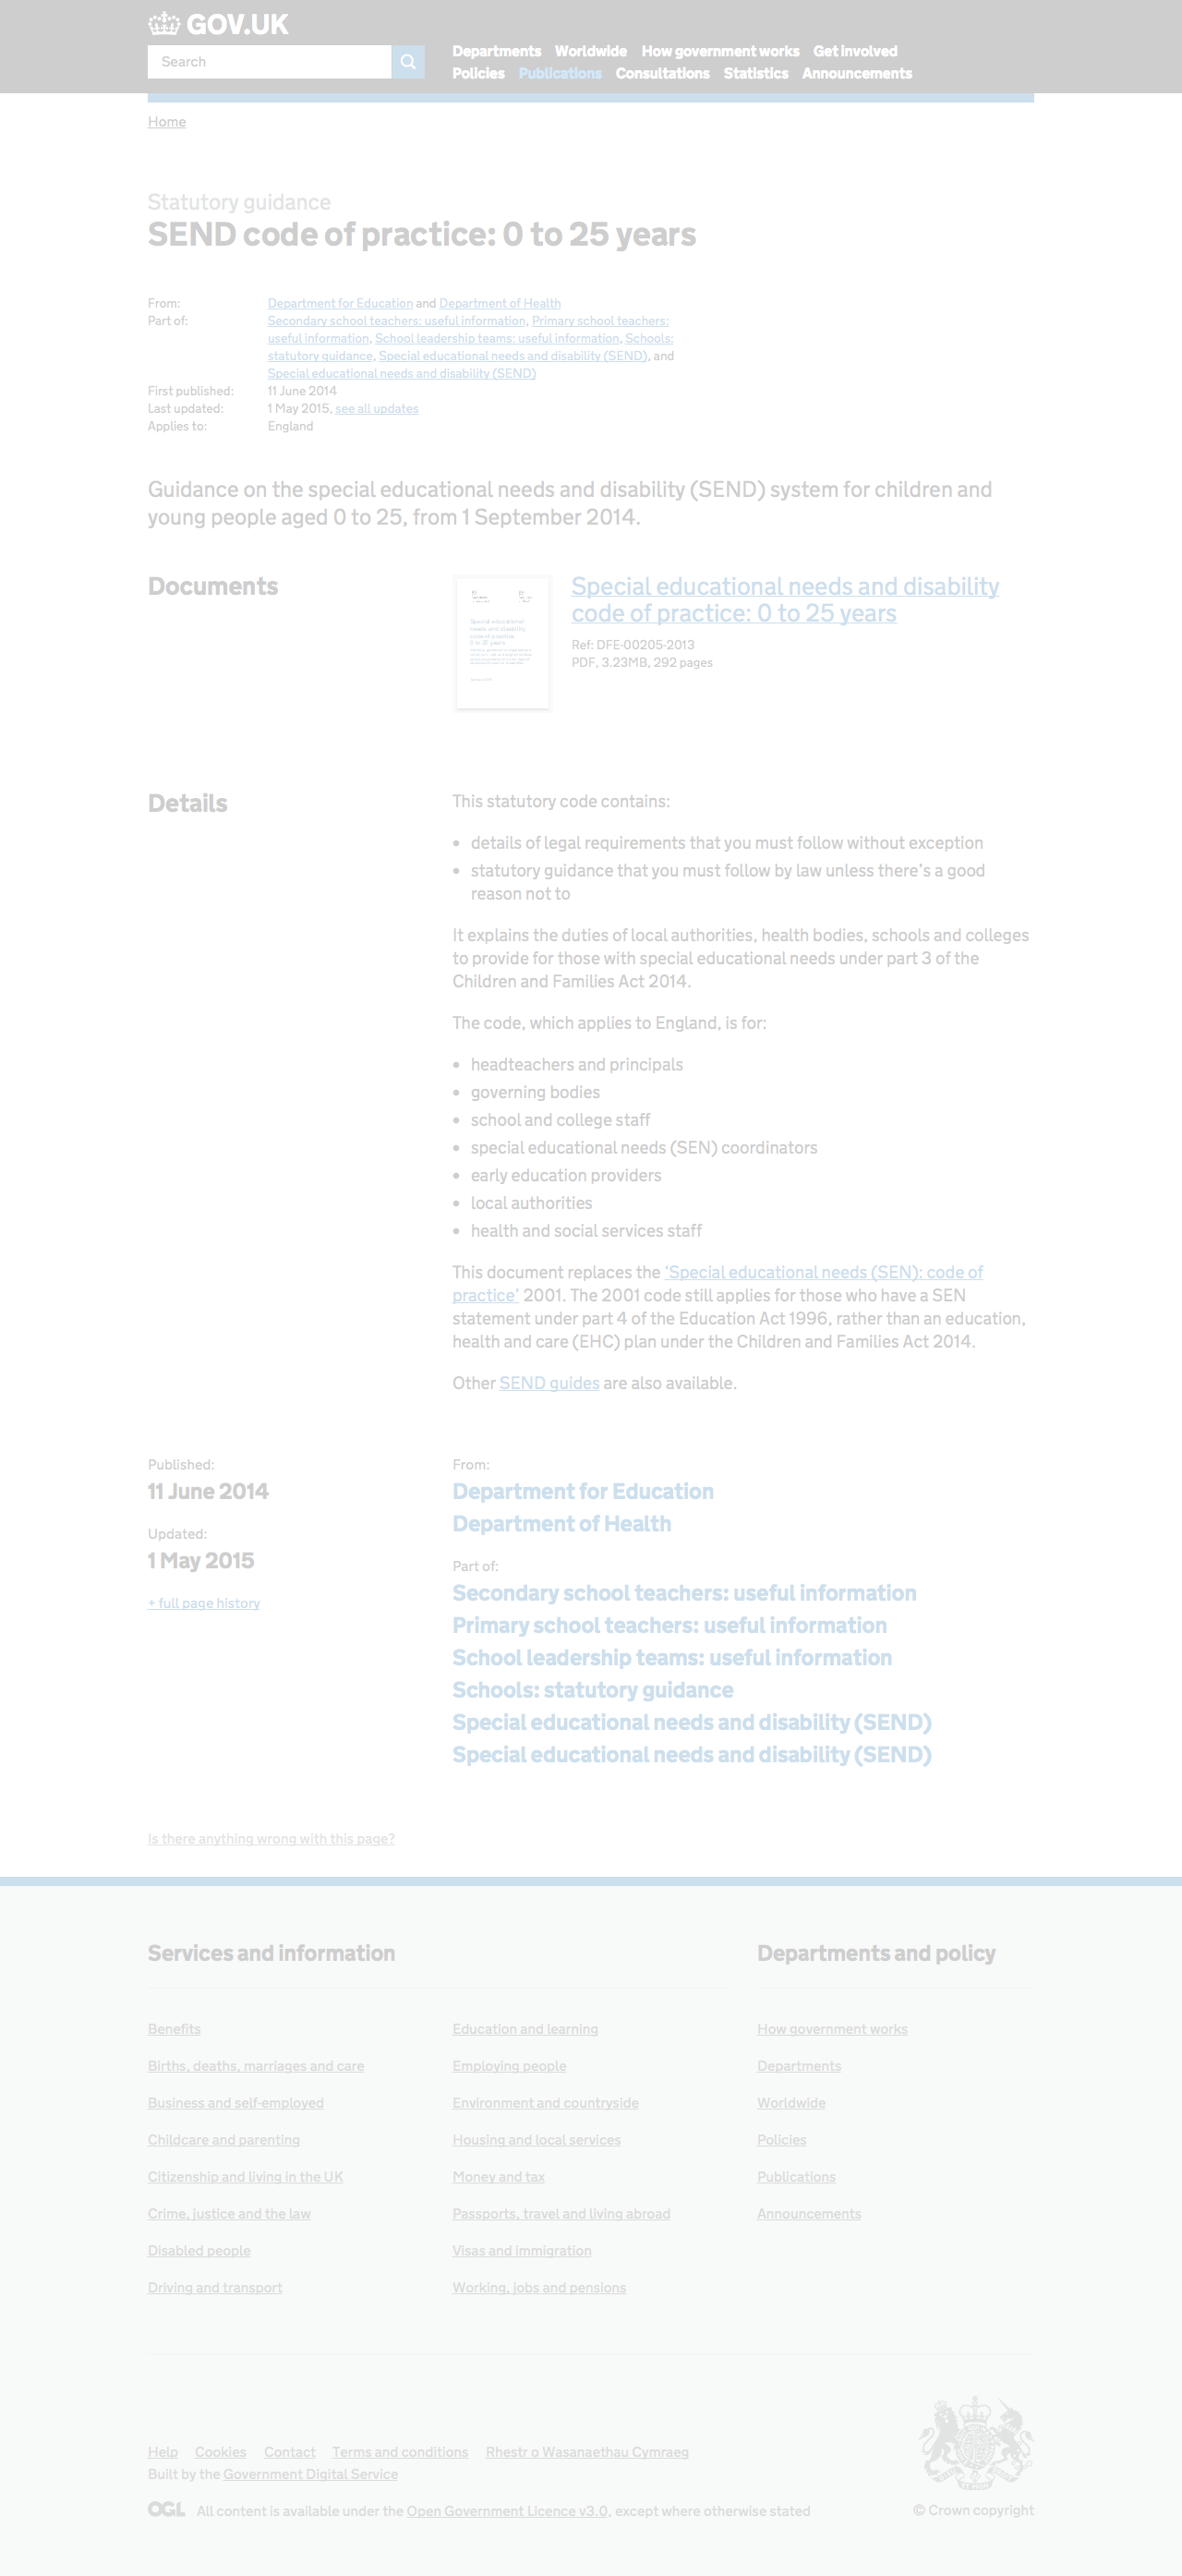 GOV.UK
Search
Departments Worldwide How government works Get involved
Policies Publications Consultations Statistics Announcements
Home
Statutory guidance
SEND code of practice: 0 to 25 years
From: Department for Education and Department of Health
Part of: Secondary school teachers: useful information, Primary school teachers:
useful information, School leadership teams: useful information, Schools:
statutory guidance, Special educational needs and disability (SEND), and
Special educational needs and disability (SEND)
First published: 11 June 2014
Last updated: 1 May 2015, see all updates
Applies to: England
Guidance on the special educational needs and disability (SEND) system for children and
young people aged 0 to 25, from 1 September 2014.
Documents
Special educational
needs and disability
code of practice:
0 to 25 years
Special educational needs and disability
code of practice: 0 to 25 years
Ref: DFE-00205-2013
PDF, 3.23MB, 292 pages
Details
This statutory code contains:
• details of legal requirements that you must follow without exception
• statutory guidance that you must follow by law unless there's a good
reason not to
It explains the duties of local authorities, health bodies, schools and colleges
to provide for those with special educational needs under part 3 of the
Children and Families Act 2014.
The code, which applies to England, is for:
• headteachers and principals
• governing bodies
• school and college staff
• special educational needs (SEN) coordinators
• early education providers
• local authorities
• health and social services staff
This document replaces the ‘Special educational needs (SEN): code of
practice’ 2001. The 2001 code still applies for those who have a SEN
statement under part 4 of the Education Act 1996, rather than an education,
health and care (EHC) plan under the Children and Families Act 2014.
Other SEND guides are also available.
Published:
11 June 2014
Updated:
1 May 2015
+ full page history
From:
Department for Education
Department of Health
Part of:
Secondary school teachers: useful information
Primary school teachers: useful information
School leadership teams: useful information
Schools: statutory guidance
Special educational needs and disability (SEND)
Special educational needs and disability (SEND)
Is there anything wrong with this page?
Services and information
Benefits
Births, deaths, marriages and care
Business and self-employed
Childcare and parenting
Citizenship and living in the UK
Crime, justice and the law
Disabled people
Driving and transport
Education and learning
Employing people
Environment and countryside
Housing and local services
Money and tax
Passports, travel and living abroad
Visas and immigration
Working, jobs and pensions
Departments and policy
How government works
Departments
Worldwide
Policies
Publications
Announcements
Help Cookies Contact Terms and conditions Rhestr o Wasanaethau Cymraeg
Built by the Government Digital Service
OGL All content is available under the Open Government Licence v3.0, except where otherwise stated
© Crown copyright